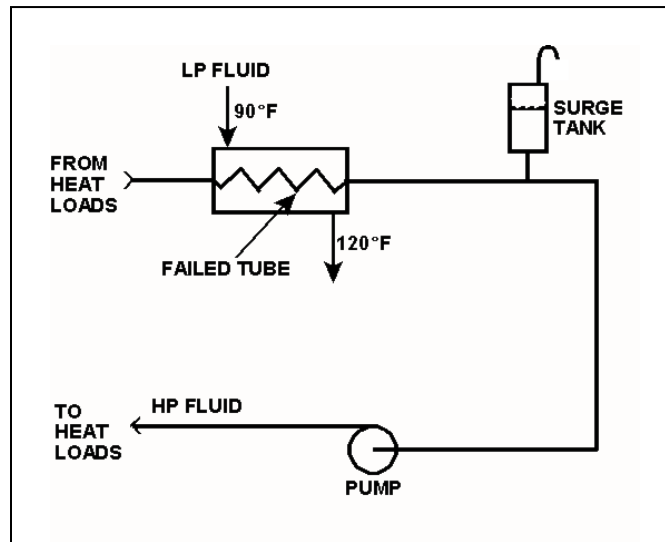 LP FLUID
90°F
SURGE
TANK
FROM
HEAT
LOADS
120°F
FAILED TUBE
TO
HEAT
LOADS
HP FLUID
PUMP